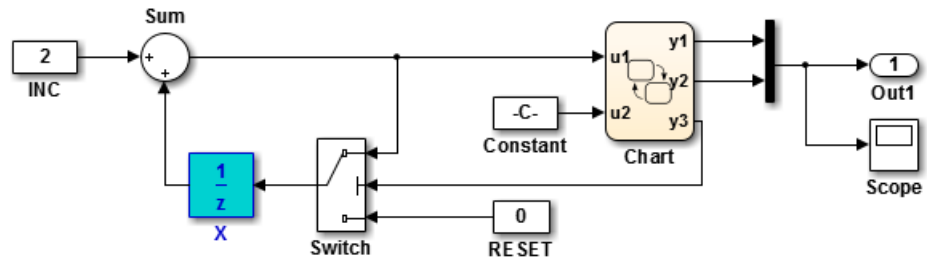 Sum
2
INC
+
+
u1
u2
y1
y2
y3
Chart
-C-
Constant
1
Out1
Scope
1
z
X
Switch
0
RESET